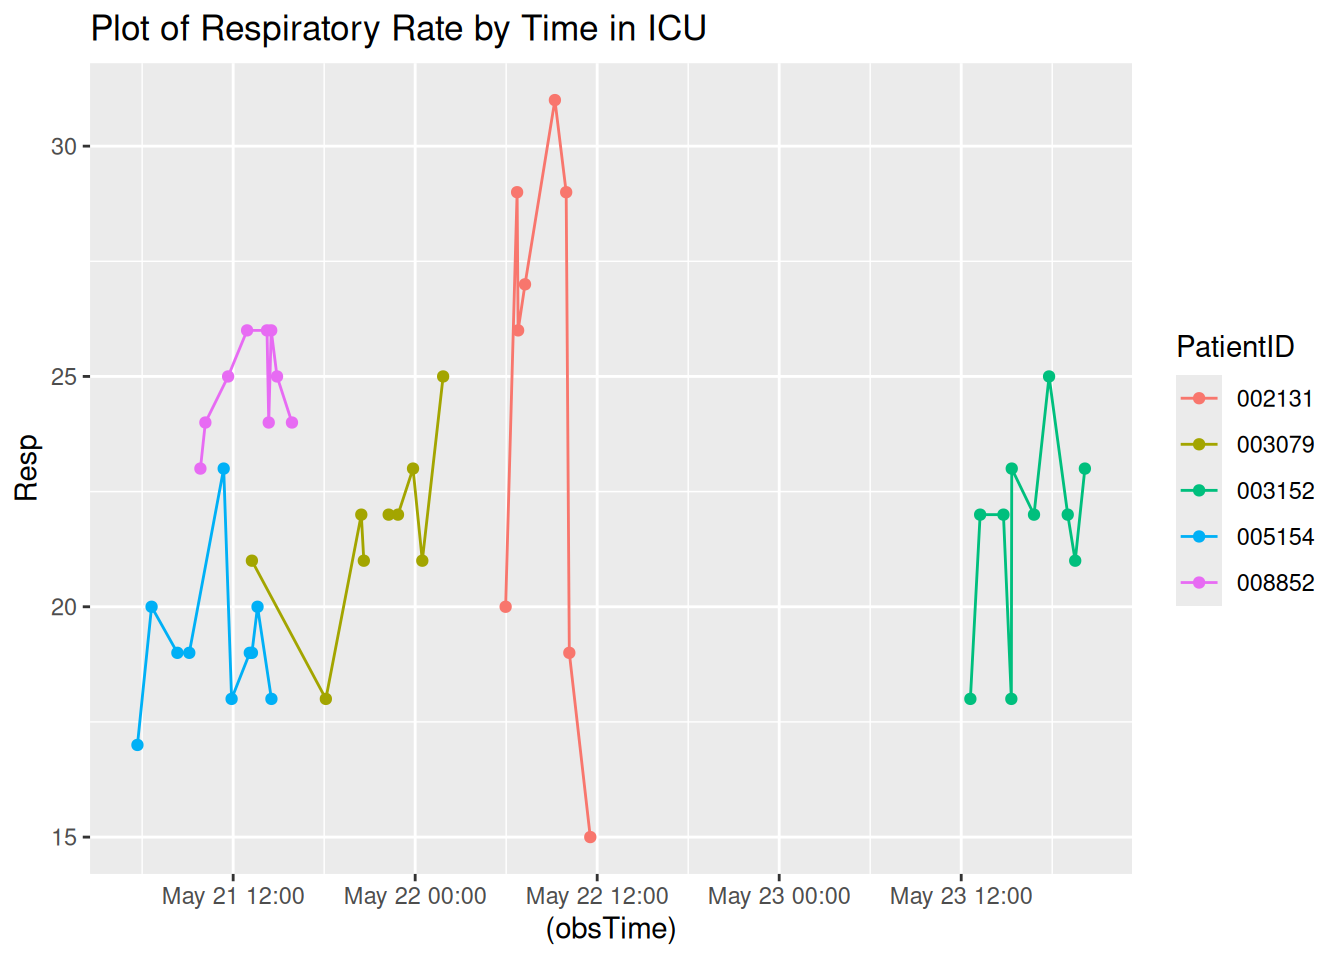 Plot of Respiratory Rate by Time in ICU
Resp
30
25
20
15
May 21 12:00 May 22 00:00 May 22 12:00 May 23 00:00 May 23 12:00
(obsTime)
PatientID
002131
003079
003152
005154
008852